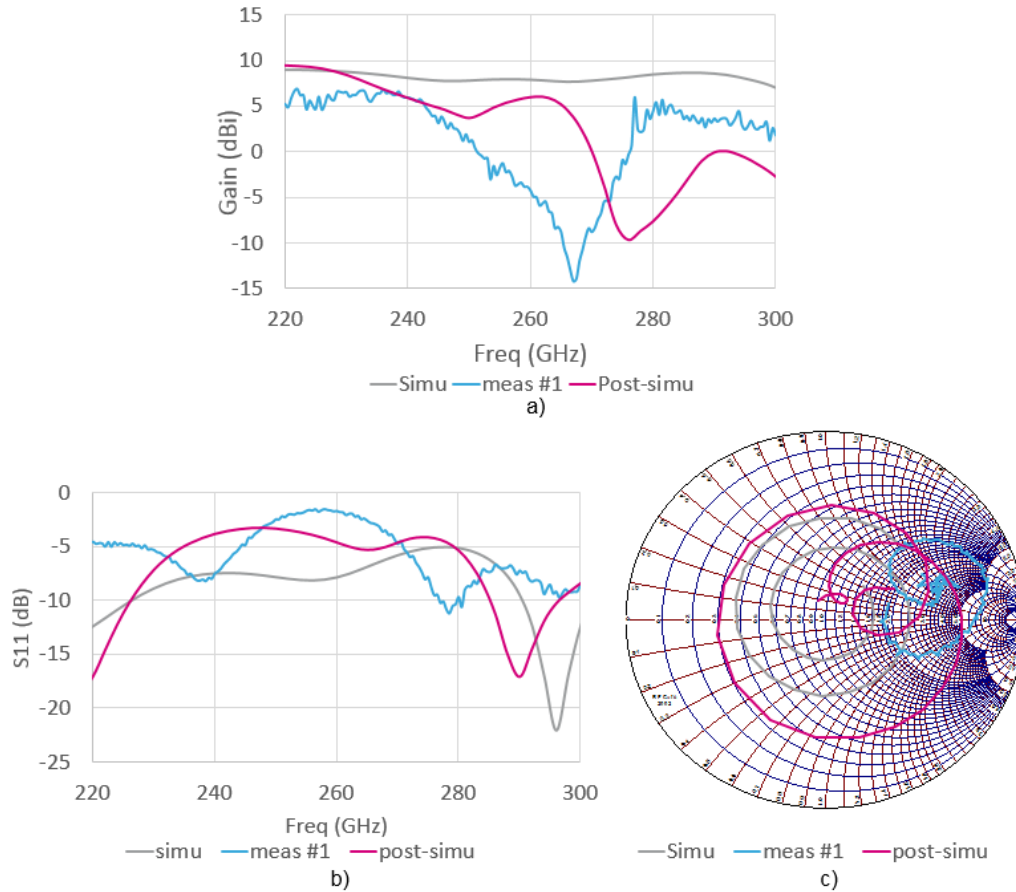 15
10
5
0
-5
-10
-15
Gain (dBi)
220 240 260 280 300
Freq (GHz)
Simu meas #1 Post-simu
a)
0
-5
-10
-15
-20
-25
S11 (dB)
220 240 260 280 300
Freq (GHz)
simu meas #1 post-simu
b)
Simu meas #1 post-simu
c)